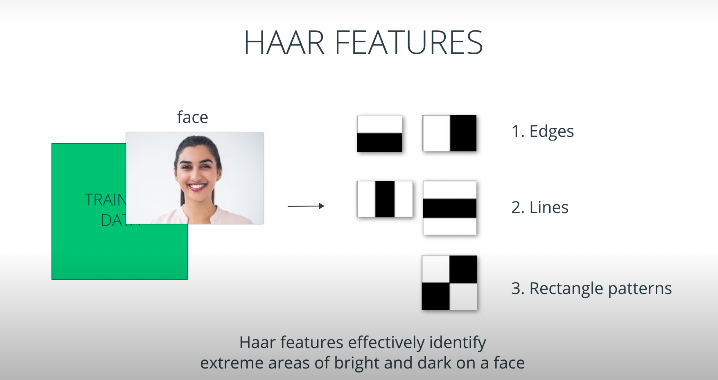 HAAR FEATURES
face
TRAIN
DAT
1. Edges
2. Lines
3. Rectangle patterns
Haar features effectively identify
extreme areas of bright and dark on a face